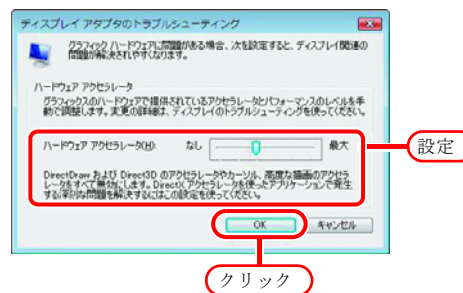 ディスプレイ アダプタのトラブルシューティング
グラフィック ハードウェアに問題がある場合、次を設定すると、ディスプレイ関連の
問題が解決されやすくなります。
ハードウェア アクセラレータ
グラフィックスのハードウェアで提供されているアクセラレータとパフォーマンスのレベルを手
動で調整します。変更の詳細は、ディスプレイのトラブルシューティングを使ってください。
ハードウェア アクセラレータ(H): なし 最大
設定
DirectDraw および Direct3D のアクセラレータやカーソル、高度な描画のアクセラ
レータをすべて無効にします。DirectX アクセラレータを使ったアプリケーションで発生
する深刻な問題を解決するにはこの設定を使ってください。
OK キャンセル
クリック